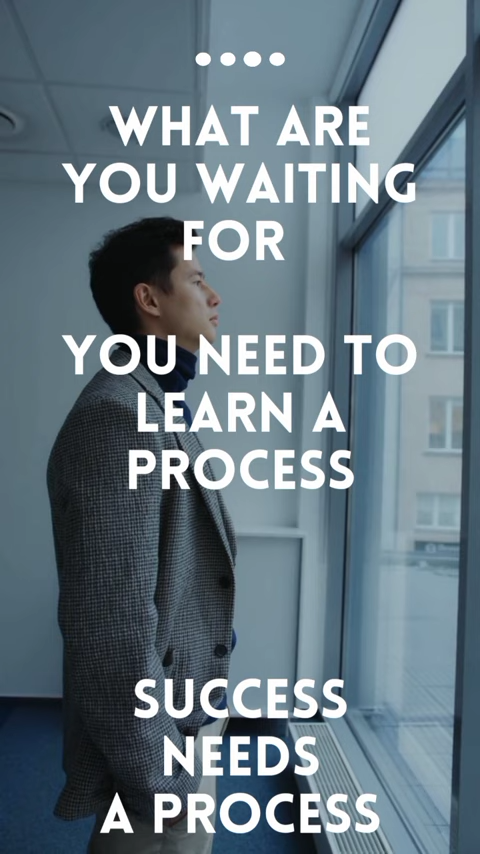 WHAT ARE
YOU WAITING
FOR
YOU NEED TO
LEARN A
PROCESS
SUCCESS
NEEDS
A PROCESS